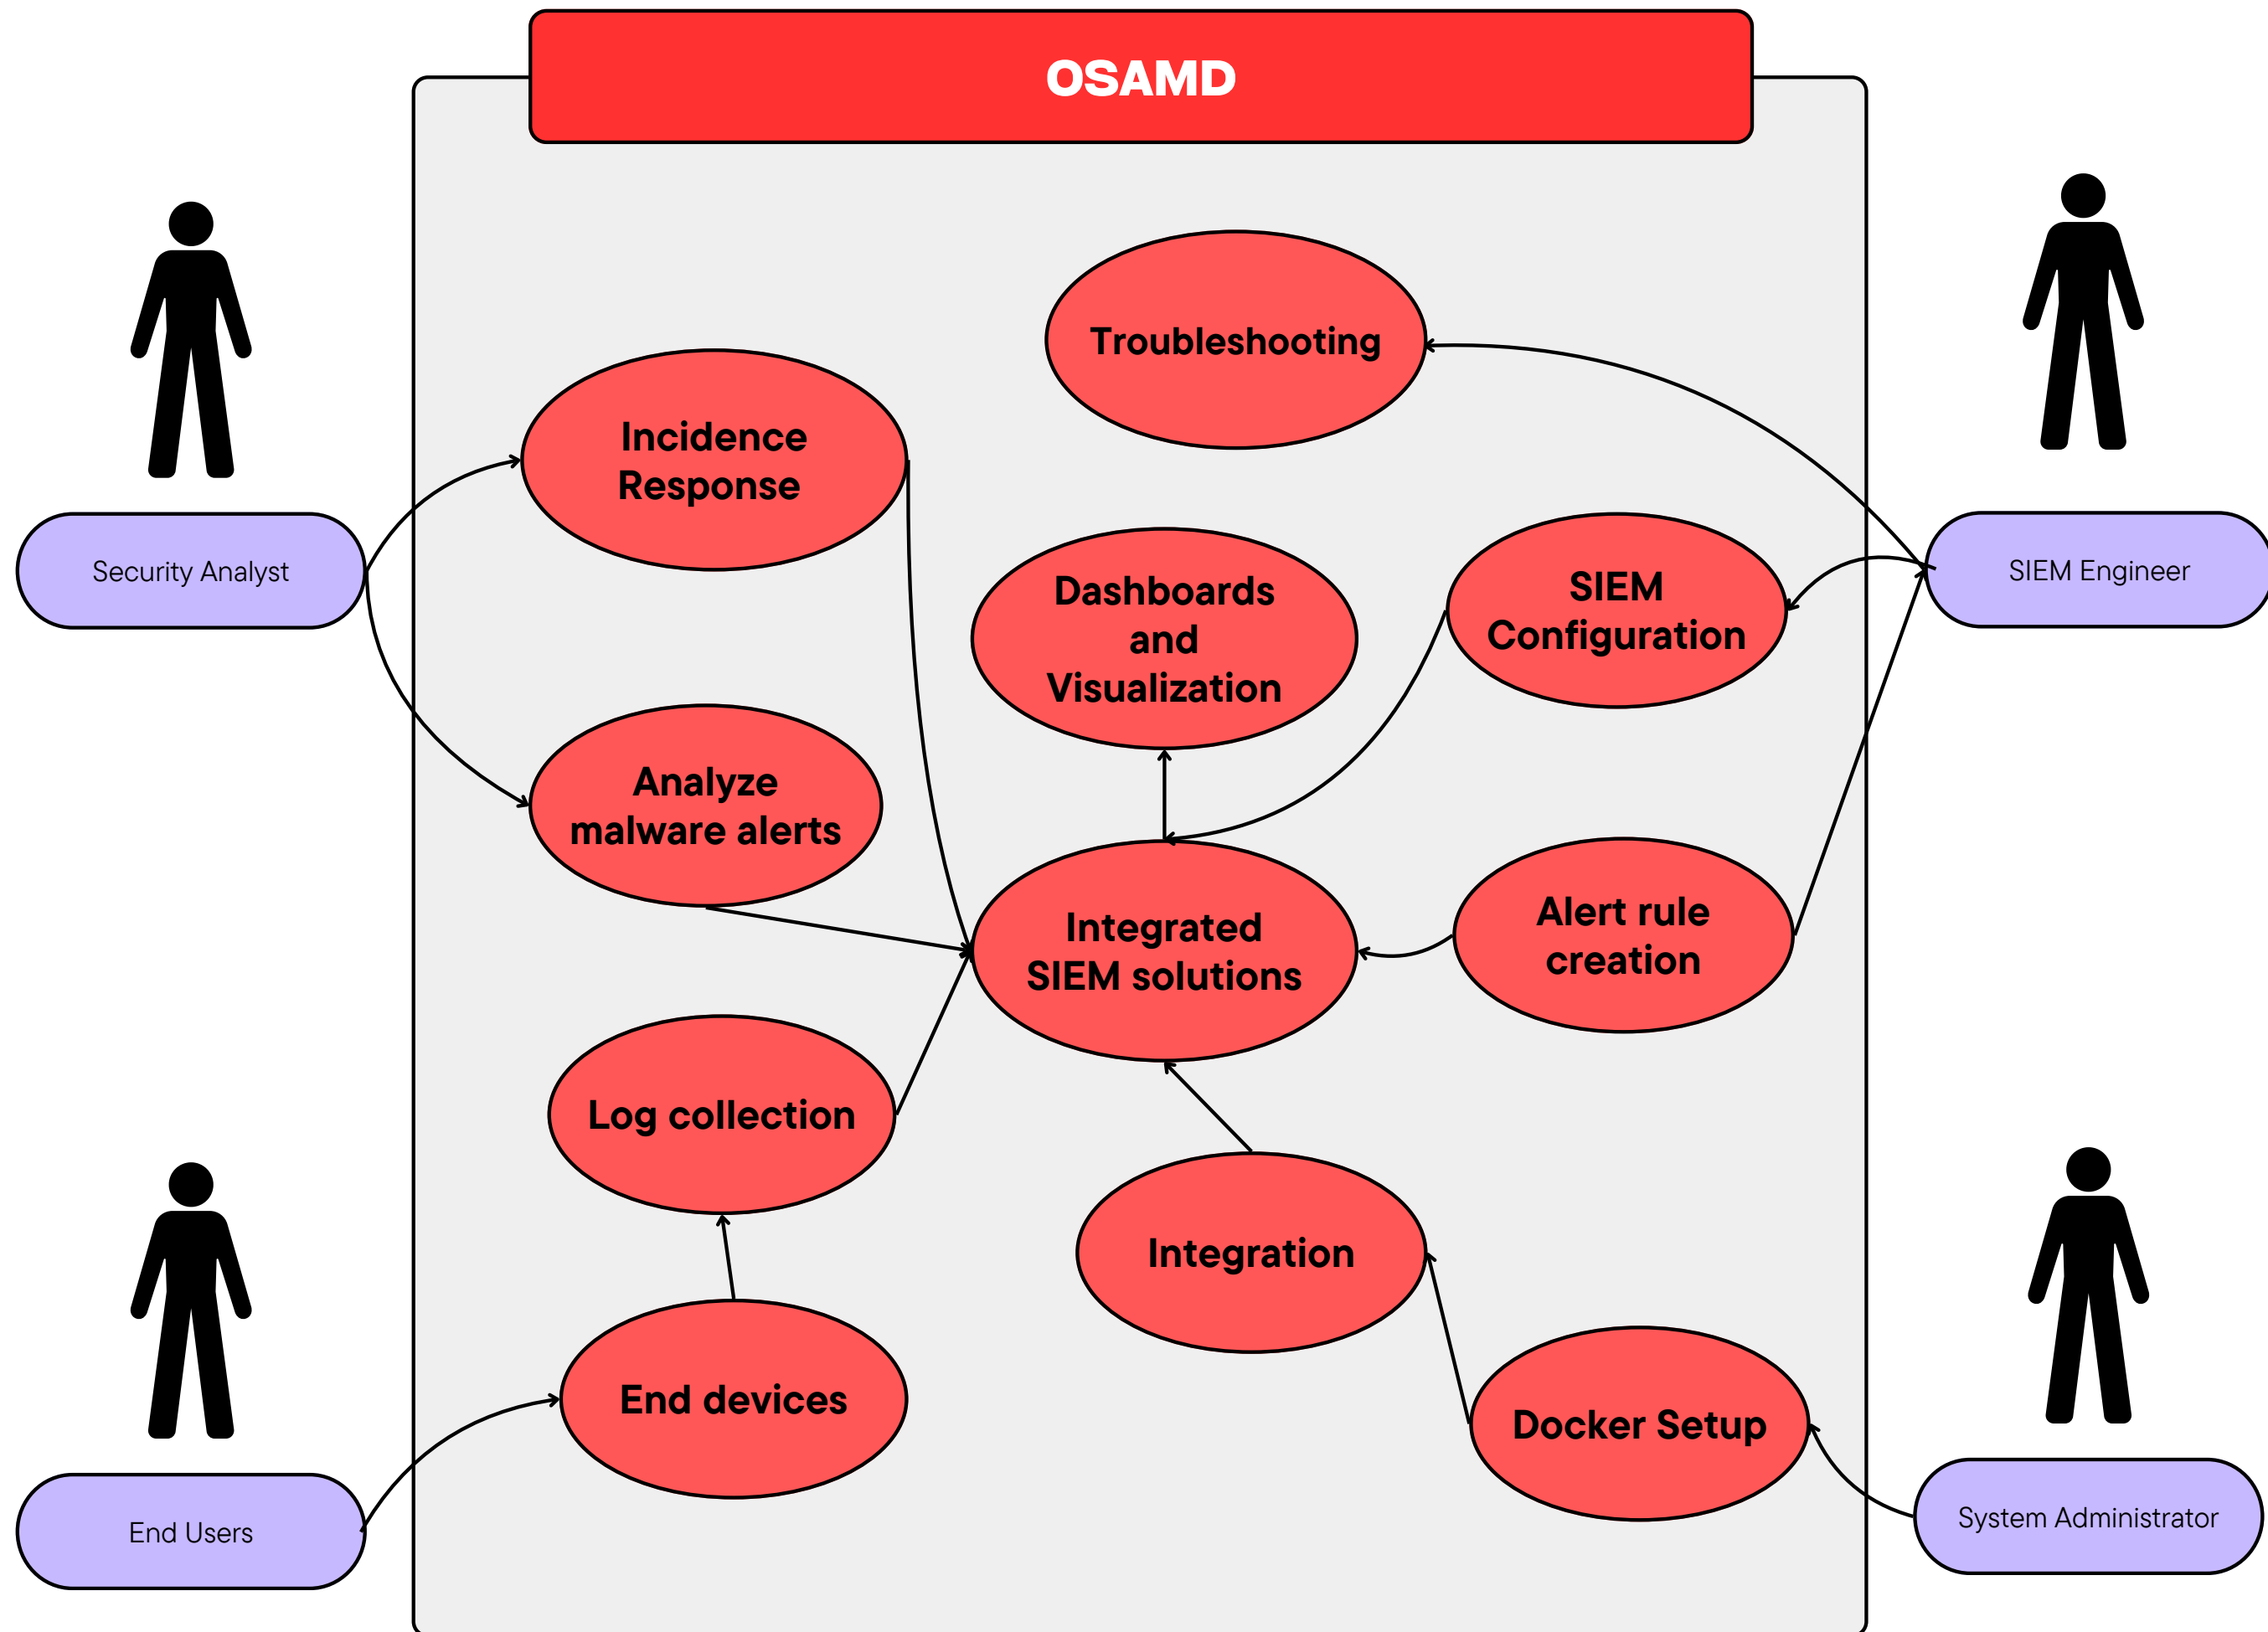 OSAMD
Troubleshooting
Incidence
Response
Security Analyst
SIEM Engineer
Dashboards
and
Visualization
SIEM
Configuration
Analyze
malware alerts
Integrated
SIEM solutions
Alert rule
creation
Log collection
Integration
End devices
Docker Setup
End Users
System Administrator